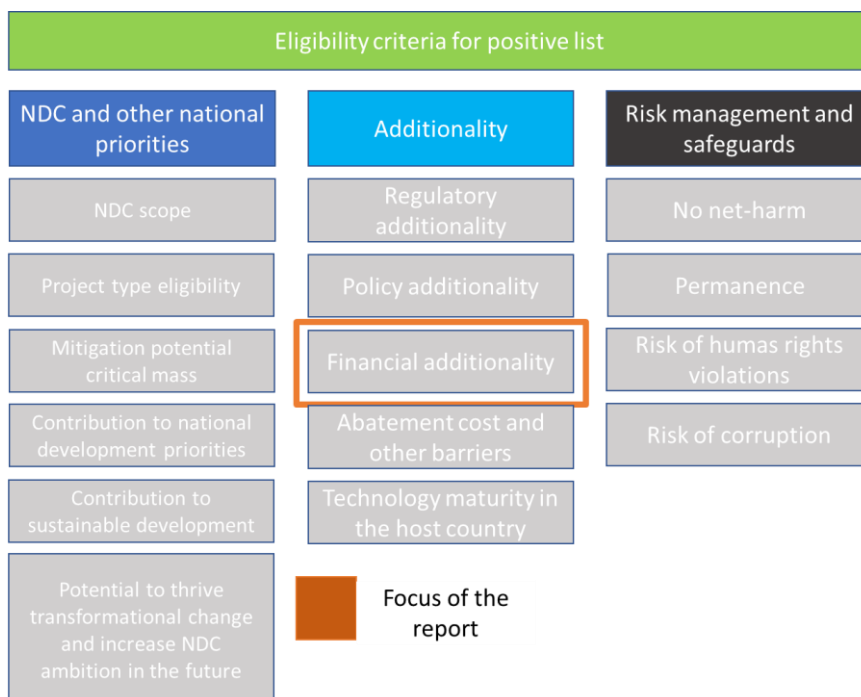 Eligibility criteria for positive list
NDC and other national
priorities
NDC scope
Project type eligibility
Mitigation potential
critical mass
Contribution to national
development priorities
Contribution to
sustainable development
Potential to thrive
transformational change
and increase NDC
ambition in the future
Additionality
Regulatory
additionality
Policy additionality
Financial additionality
Abatement cost and
other barriers
Technology maturity in
the host country
Risk management and
safeguards
No net-harm
Permanence
Risk of human rights
violations
Risk of corruption
Focus of the
report